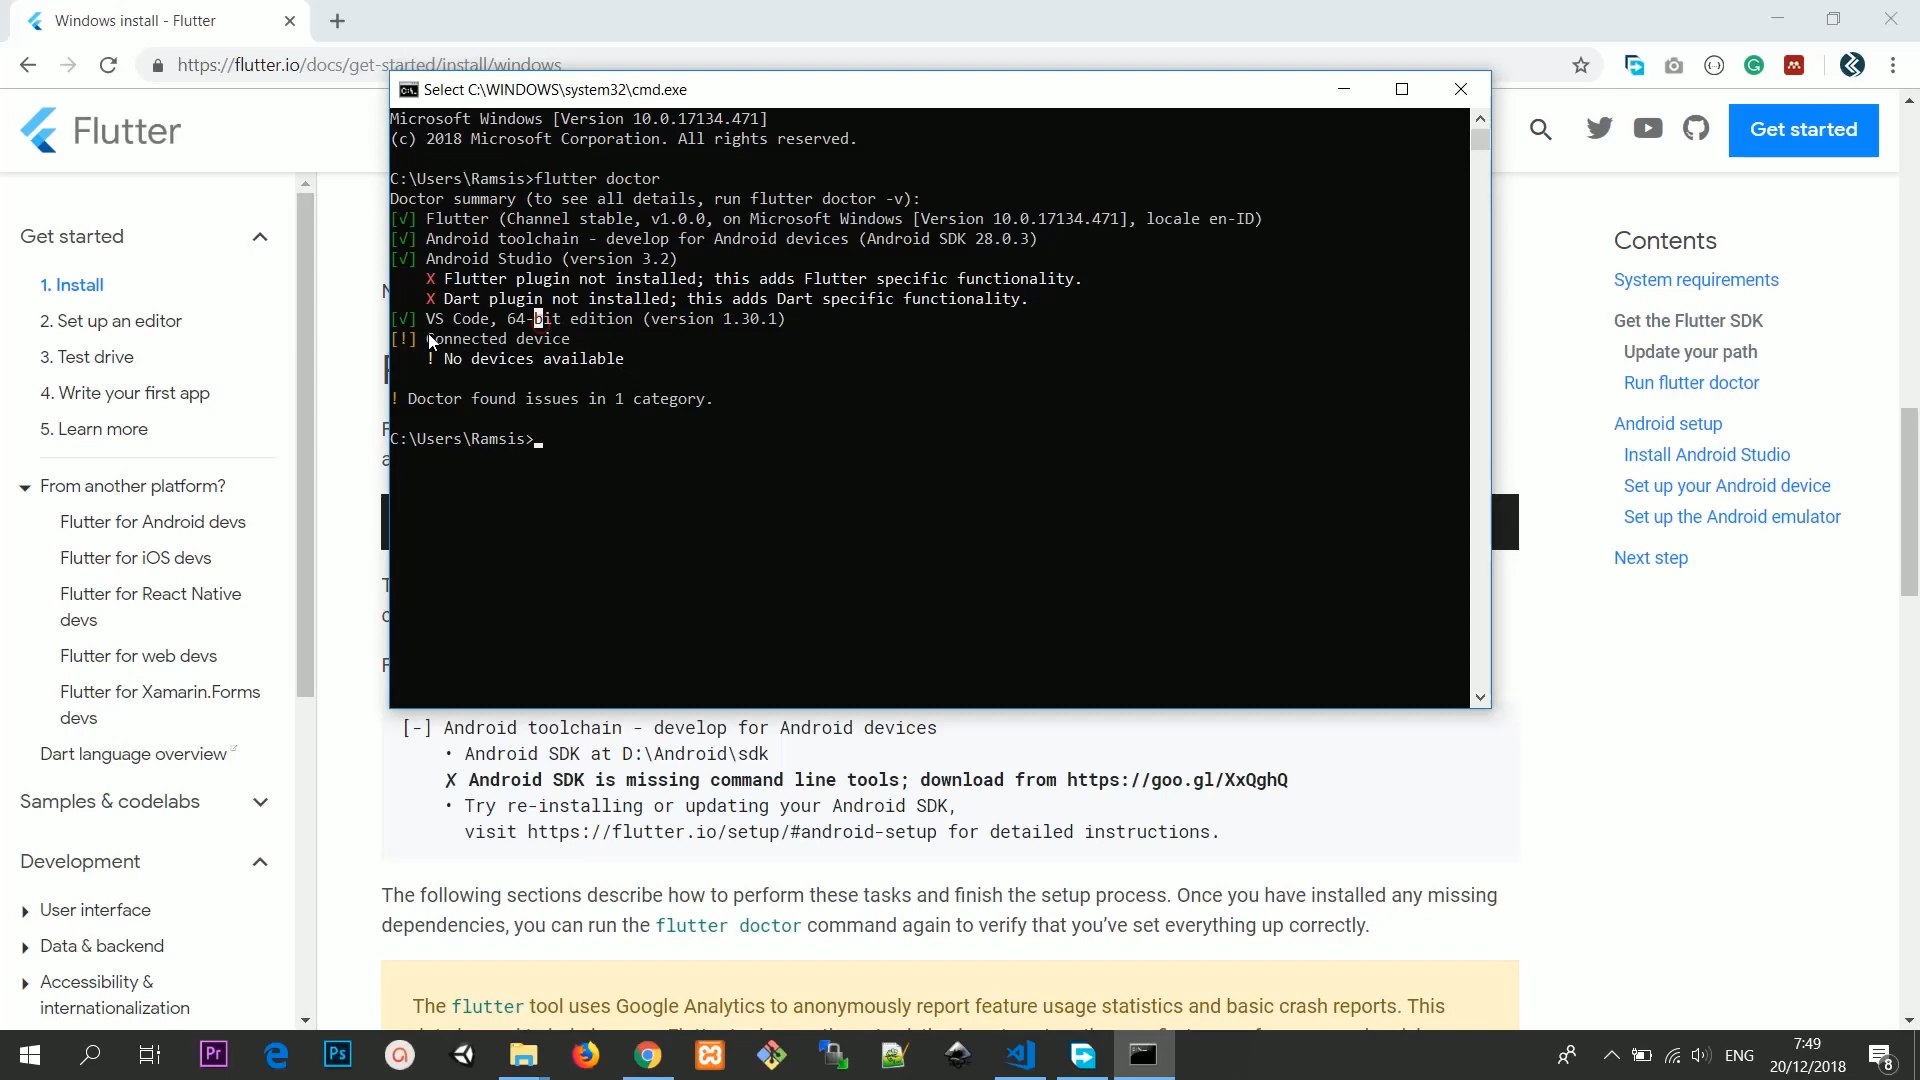 Windows install - Flutter
https://flutter.io/docs/get-started/install/windows
Select C:\WINDOWS\system32\cmd.exe
Flutter
Get started
Microsoft Windows [Version 10.0.17134.471]
(c) 2018 Microsoft Corporation. All rights reserved.
C:\Users\Ramsis>flutter doctor
Doctor summary (to see all details, run flutter doctor -v):
[√] Flutter (Channel stable, v1.0.0, on Microsoft Windows [Version 10.0.17134.471], locale en-ID)
[√] Android toolchain - develop for Android devices (Android SDK 28.0.3)
[√] Android Studio (version 3.2)
X Flutter plugin not installed; this adds Flutter specific functionality.
X Dart plugin not installed; this adds Dart specific functionality.
[√] VS Code, 64-bit edition (version 1.30.1)
[!] Connected device
! No devices available
! Doctor found issues in 1 category.
C:\Users\Ramsis>
Get started
1. Install
2. Set up an editor
3. Test drive
4. Write your first app
5. Learn more
From another platform?
Flutter for Android devs
Flutter for iOS devs
Flutter for React Native
devs
Flutter for web devs
Flutter for Xamarin.Forms
devs
Dart language overview
Samples & codelabs
Development
User interface
Data & backend
Accessibility &
internationalization
Contents
System requirements
Get the Flutter SDK
Update your path
Run flutter doctor
Android setup
Install Android Studio
Set up your Android device
Set up the Android emulator
Next step
[-] Android toolchain - develop for Android devices
• Android SDK at D:\Android\sdk
✗ Android SDK is missing command line tools; download from https://goo.gl/XxQghQ
• Try re-installing or updating your Android SDK,
visit https://flutter.io/setup/#android-setup for detailed instructions.
The following sections describe how to perform these tasks and finish the setup process. Once you have installed any missing
dependencies, you can run the flutter doctor command again to verify that you've set everything up correctly.
The flutter tool uses Google Analytics to anonymously report feature usage statistics and basic crash reports. This
Pr
Ps
ENG
7:49
20/12/2018
8